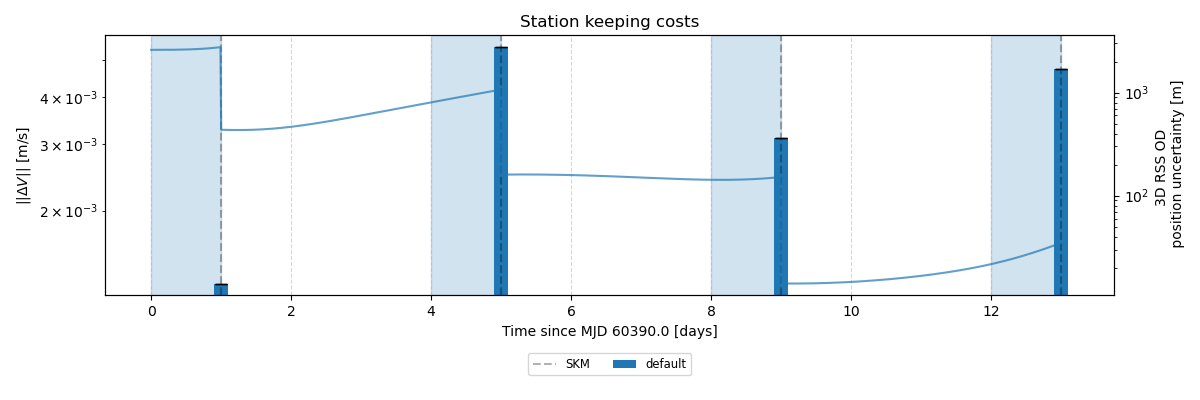 Station keeping costs
||ΔV|| [m/s]
4 × 10⁻³
3 × 10⁻³
2 × 10⁻³
10³
10²
3D RSS OD
position uncertainty [m]
0 2 4 6 8 10 12
Time since MJD 60390.0 [days]
SKM default